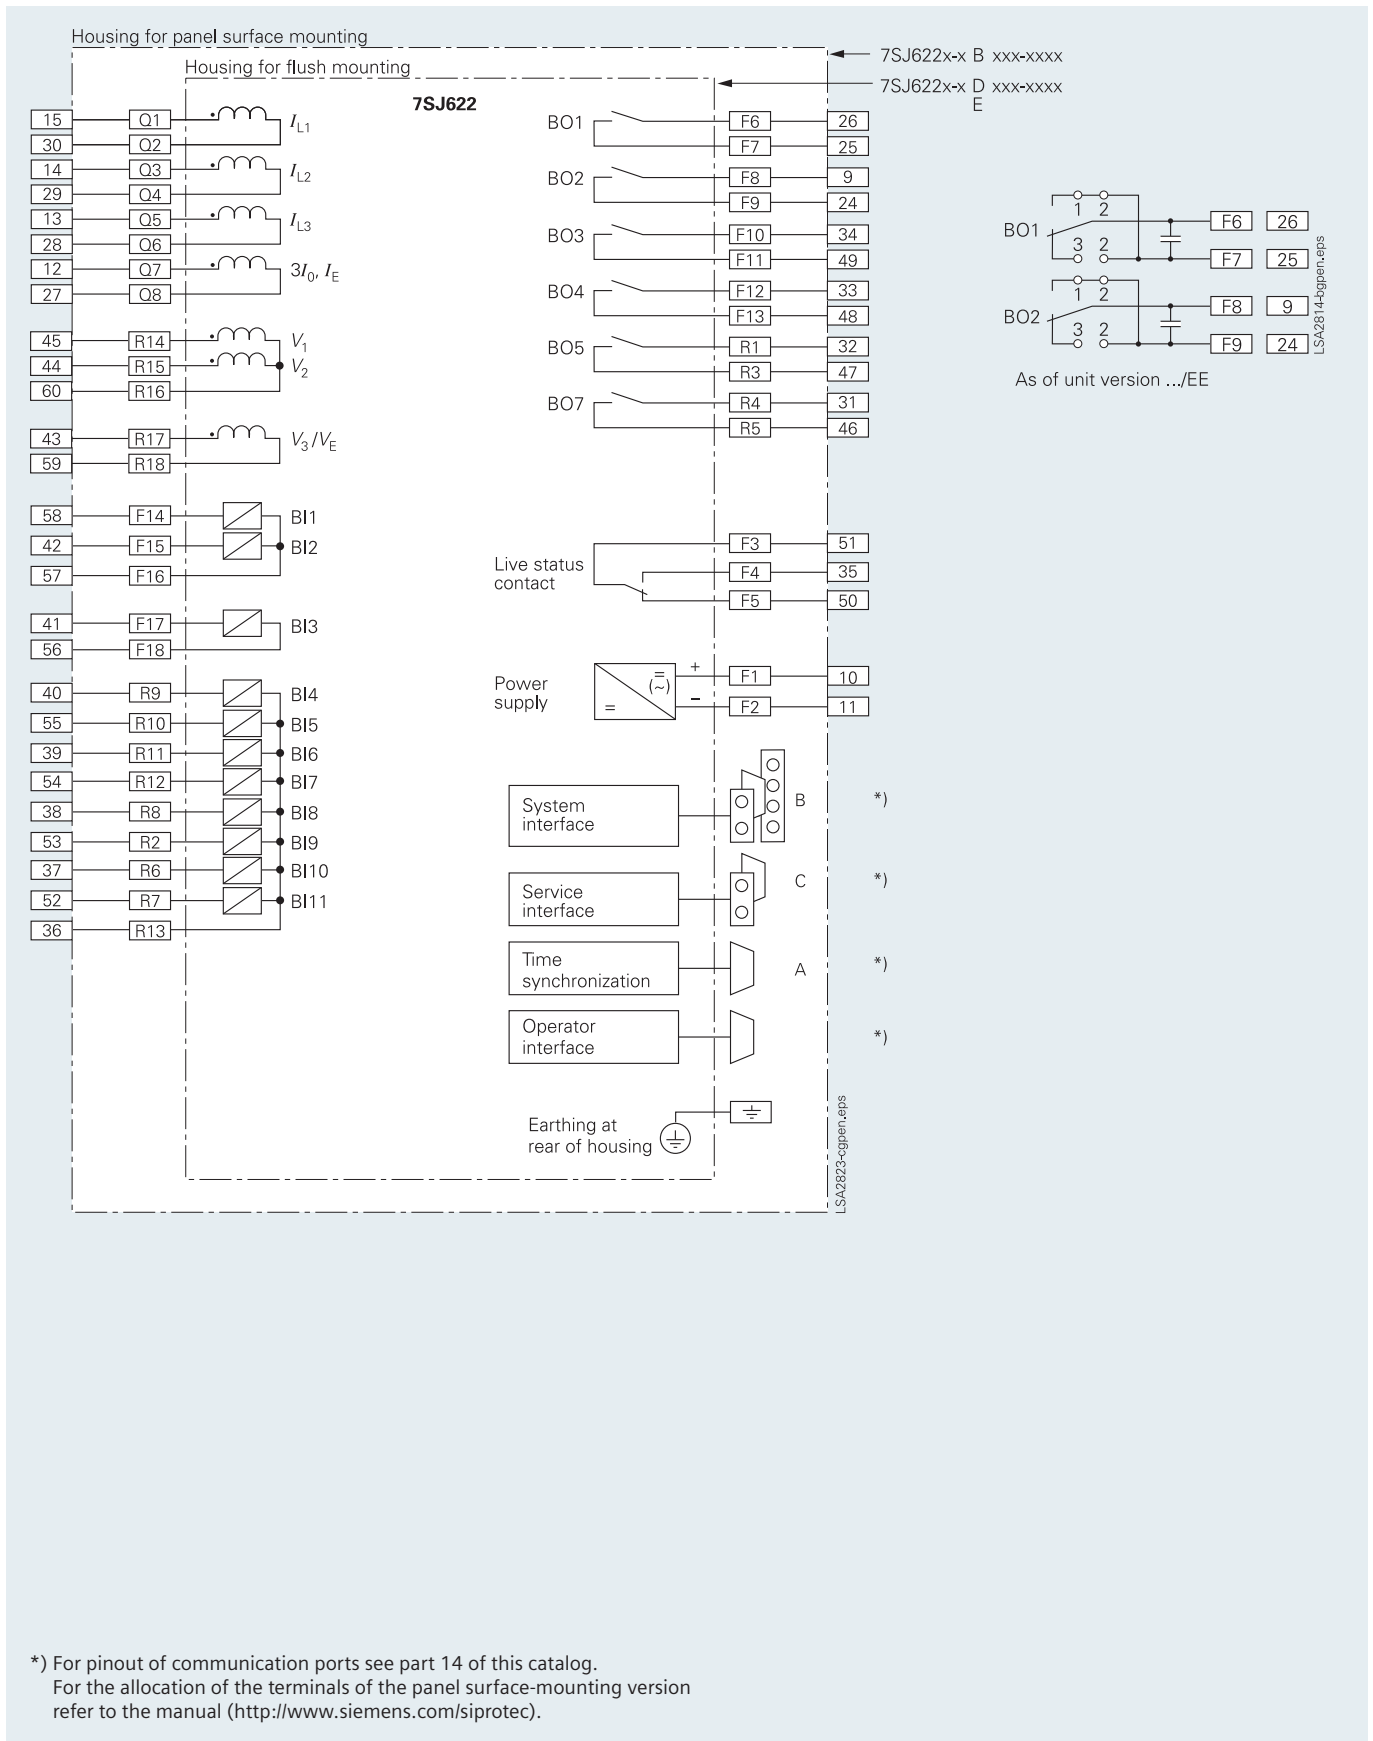 Housing for panel surface mounting
Housing for flush mounting
7SJ622x-x B xxx-xxxx
7SJ622x-x D xxx-xxxx
E
7SJ622
15 Q1 I L1
30 Q2
14 Q3 I L2
29 Q4
13 Q5 I L3
28 Q6
12 Q7 3I0, IE
27 Q8
45 R14 V1
44 R15 V2
60 R16
43 R17 V3/VE
59 R18
58 F14 BI1
42 F15 BI2
57 F16
41 F17 BI3
56 F18
40 R9 BI4
55 R10 BI5
39 R11 BI6
54 R12 BI7
38 R8 BI8
53 R2 BI9
37 R6 BI10
52 R7 BI11
36 R13
BO1 F6 26
F7 25
BO2 F8 9
F9 24
BO3 F10 34
F11 49
BO4 F12 33
F13 48
BO5 R1 32
R3 47
BO7 R4 31
R5 46
Live status
contact
F3 51
F4 35
F5 50
Power
supply
= (~) =
+ F1 10
– F2 11
System
interface
B *)
Service
interface
C *)
Time
synchronization
A *)
Operator
interface
*)
Earthing at
rear of housing
LSA2823-cgpen.eps
1 2
BO1 F6 26
3 2
F7 25
1 2
BO2 F8 9
3 2
F9 24
As of unit version .../EE
LSA2814-bgpen.eps
*) For pinout of communication ports see part 14 of this catalog.
For the allocation of the terminals of the panel surface-mounting version
refer to the manual (http://www.siemens.com/siprotec).